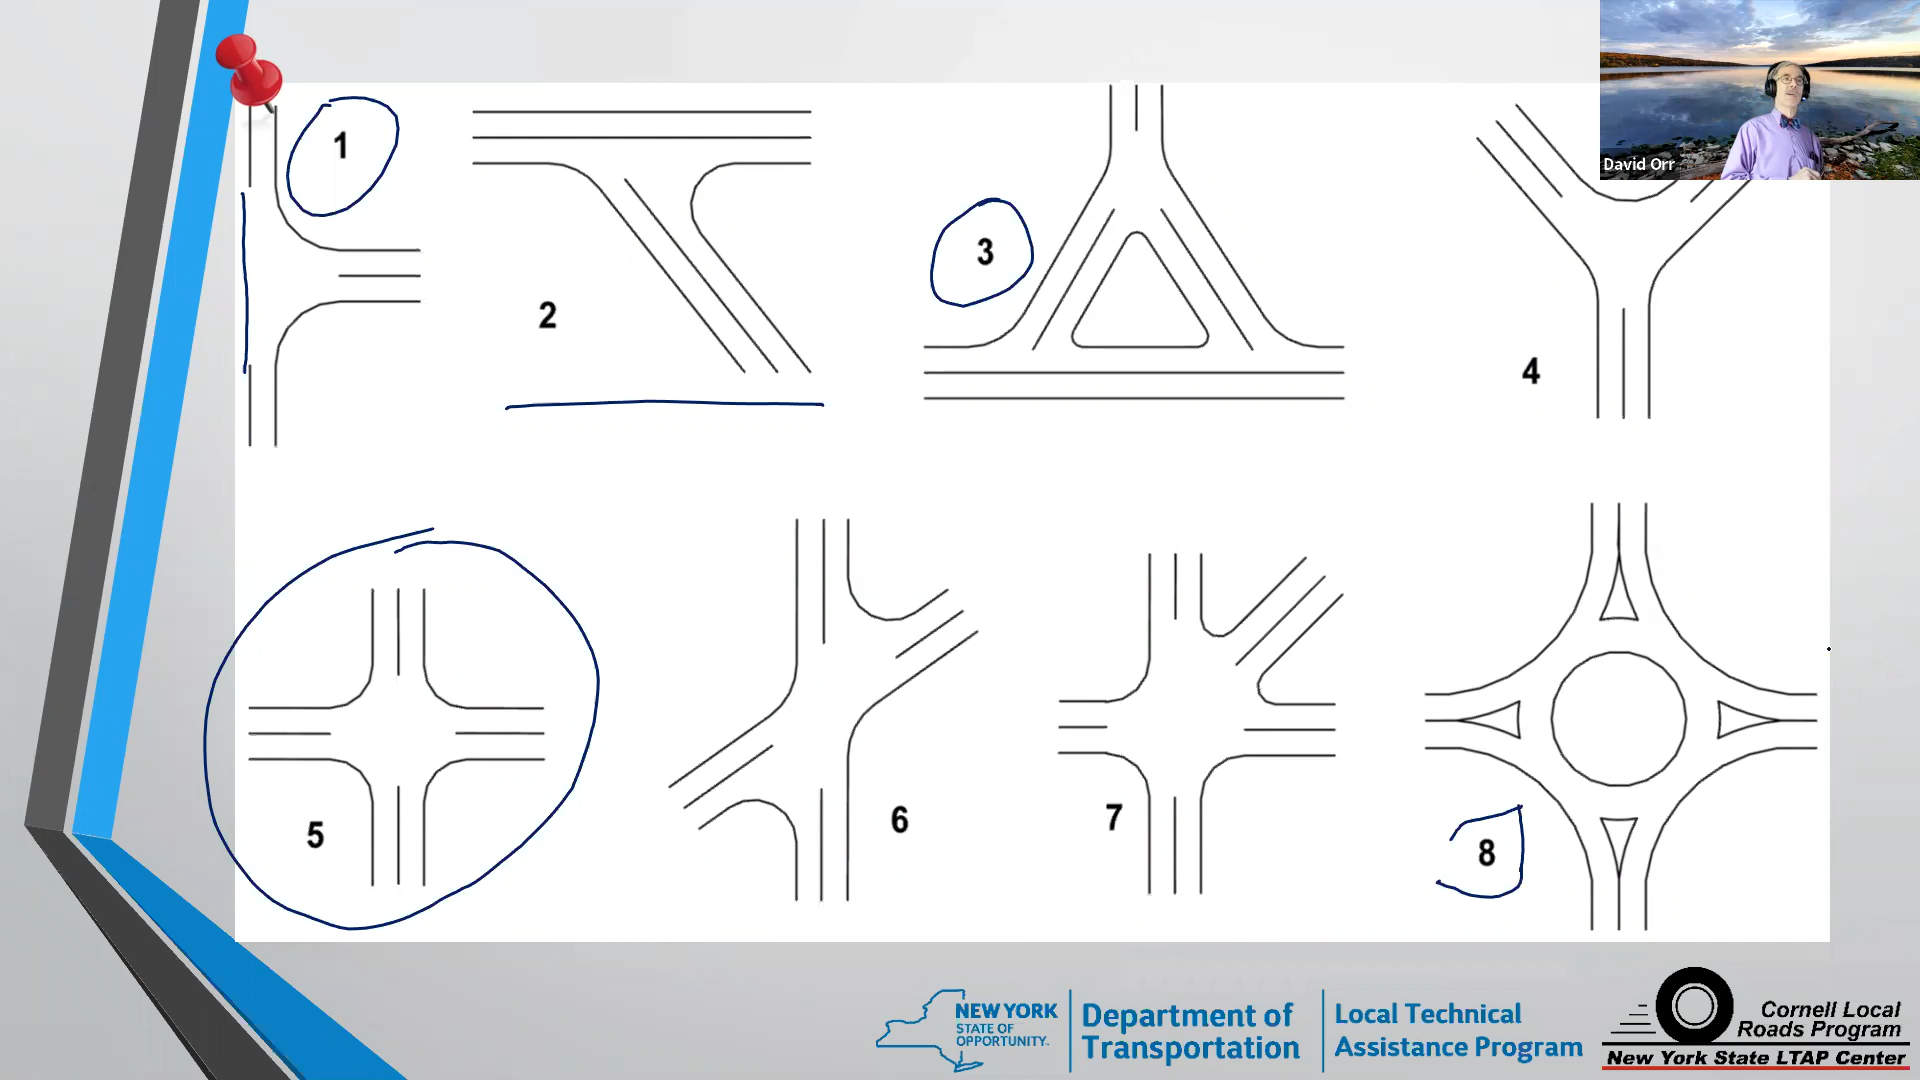 David Orr
1
2
3
4
5
6
7
8
NEW YORK
STATE OF
OPPORTUNITY.
Department of
Transportation
Local Technical
Assistance Program
Cornell Local
Roads Program
New York State LTAP Center